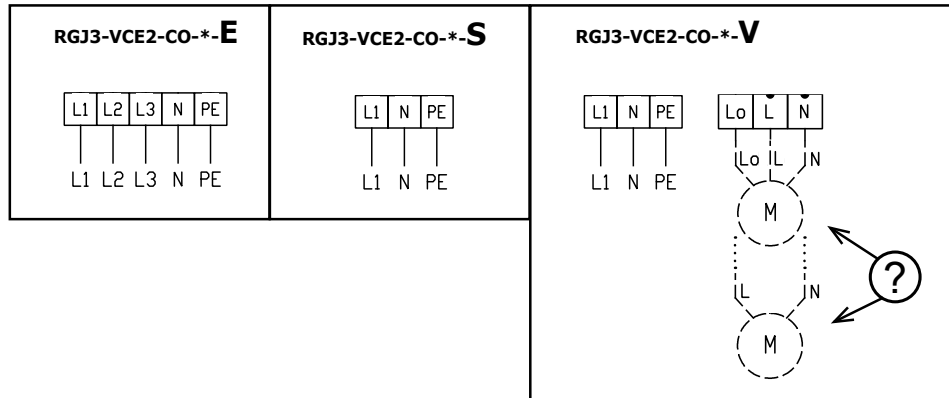 RGJ3-VCE2-CO-*-E
L1 L2 L3 N PE
L1 L2 L3 N PE
RGJ3-VCE2-CO-*-S
L1 N PE
L1 N PE
RGJ3-VCE2-CO-*-V
L1 N PE
L1 N PE
Lo L N
Lo L N
M
?
L N
M